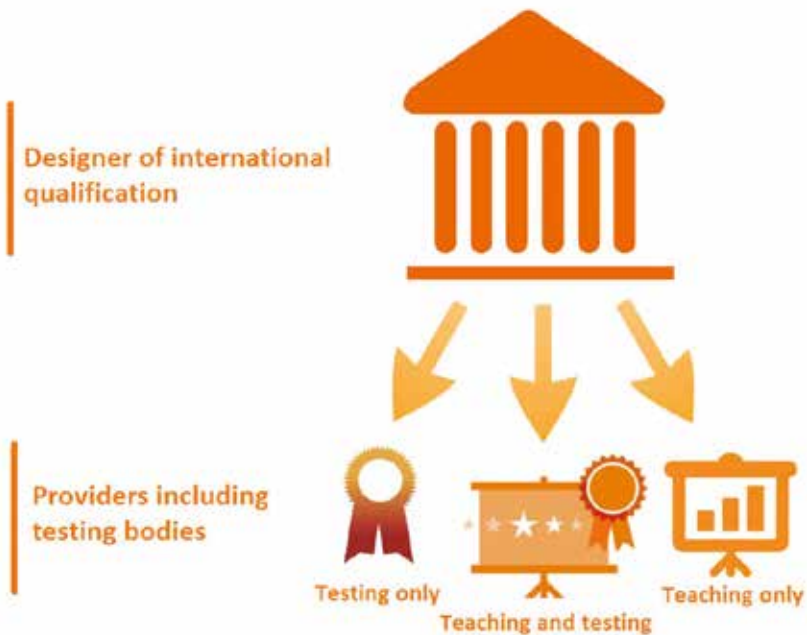 Designer of international
qualification
Providers including
testing bodies
Testing only
Teaching and testing
Teaching only